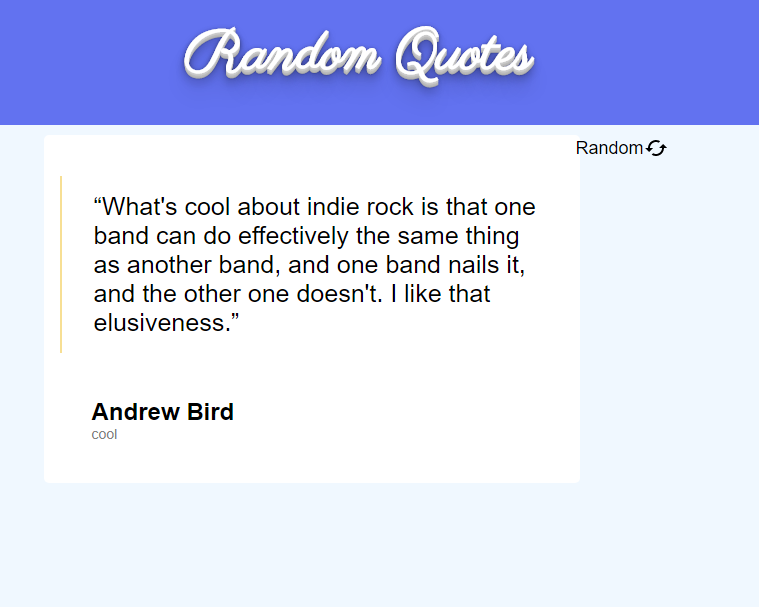 Random Quotes
Random
“What's cool about indie rock is that one
band can do effectively the same thing
as another band, and one band nails it,
and the other one doesn't. I like that
elusiveness.”
Andrew Bird
cool